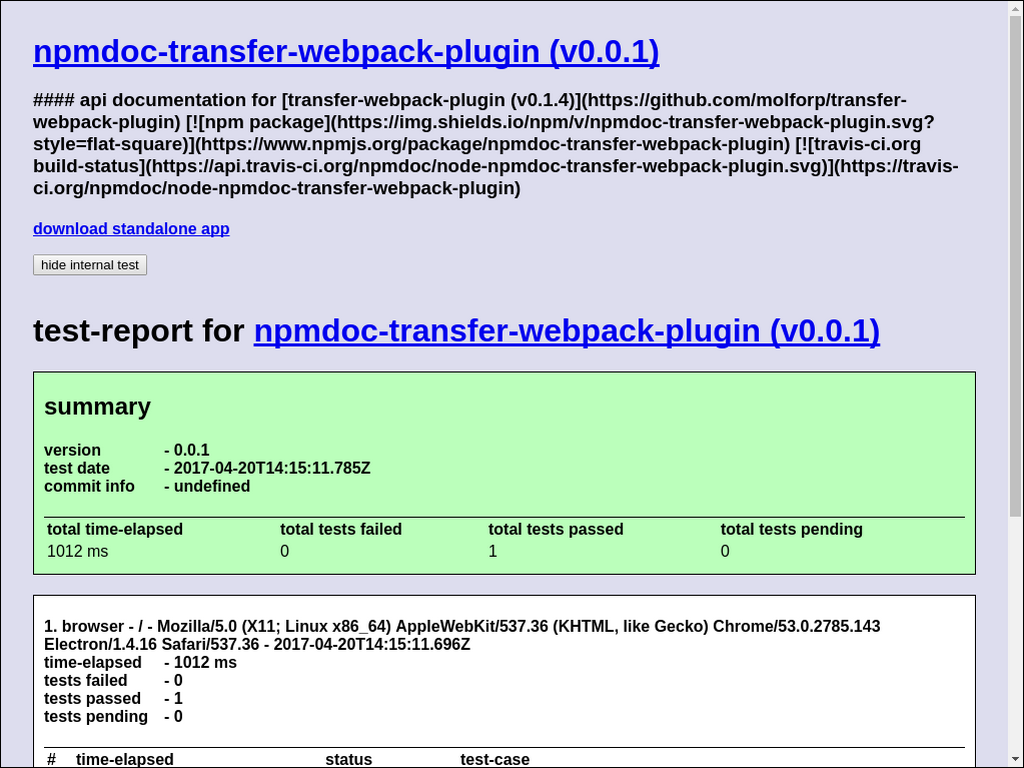 npmdoc-transfer-webpack-plugin (v0.0.1)
#### api documentation for [transfer-webpack-plugin (v0.1.4)](https://github.com/molforp/transfer-
webpack-plugin) [![npm package](https://img.shields.io/npm/v/npmdoc-transfer-webpack-plugin.svg?
style=flat-square)](https://www.npmjs.org/package/npmdoc-transfer-webpack-plugin) [![travis-ci.org
build-status](https://api.travis-ci.org/npmdoc/node-npmdoc-transfer-webpack-plugin.svg)](https://travis-
ci.org/npmdoc/node-npmdoc-transfer-webpack-plugin)
download standalone app
hide internal test
test-report for npmdoc-transfer-webpack-plugin (v0.0.1)
summary
version - 0.0.1
test date - 2017-04-20T14:15:11.785Z
commit info - undefined
total time-elapsed total tests failed total tests passed total tests pending
1012 ms 0 1 0
1. browser - / - Mozilla/5.0 (X11; Linux x86_64) AppleWebKit/537.36 (KHTML, like Gecko) Chrome/53.0.2785.143
Electron/1.4.16 Safari/537.36 - 2017-04-20T14:15:11.696Z
time-elapsed - 1012 ms
tests failed - 0
tests passed - 1
tests pending - 0
# time-elapsed status test-case